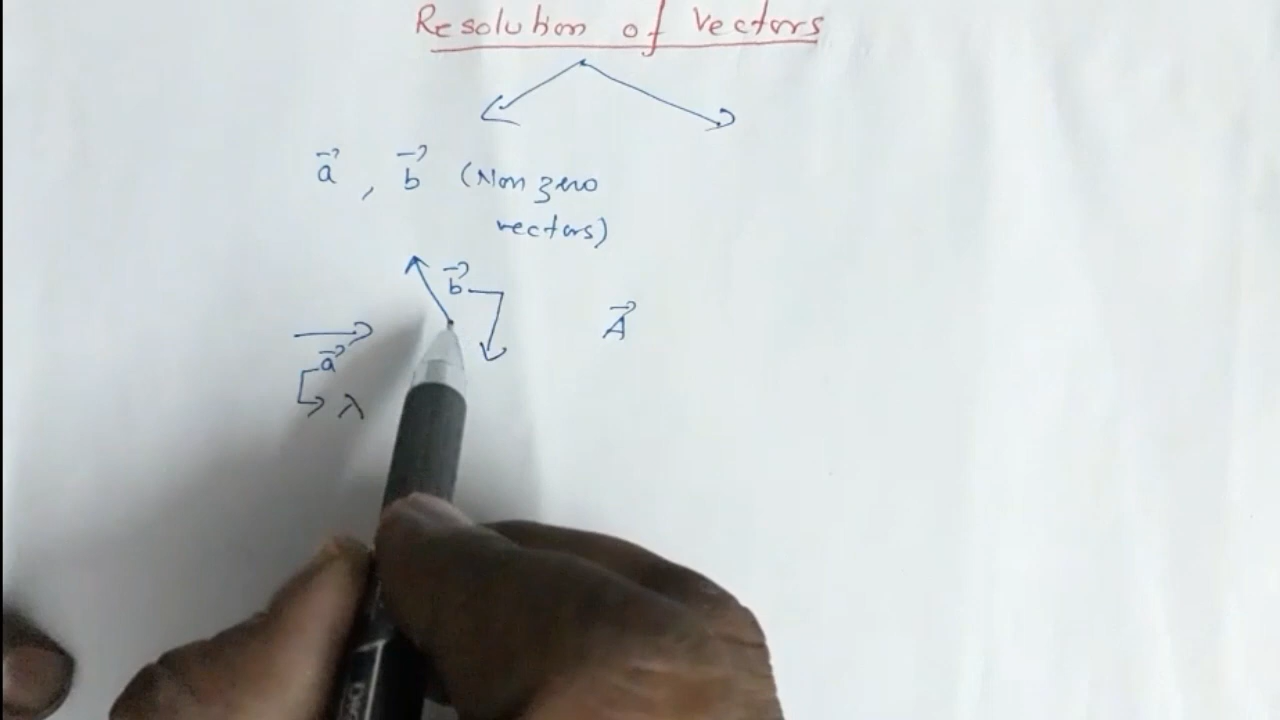 Resolution of Vectors
a⃗ , b⃗ (Non zero
vectors)
b⃗
A⃗
a⃗
λ